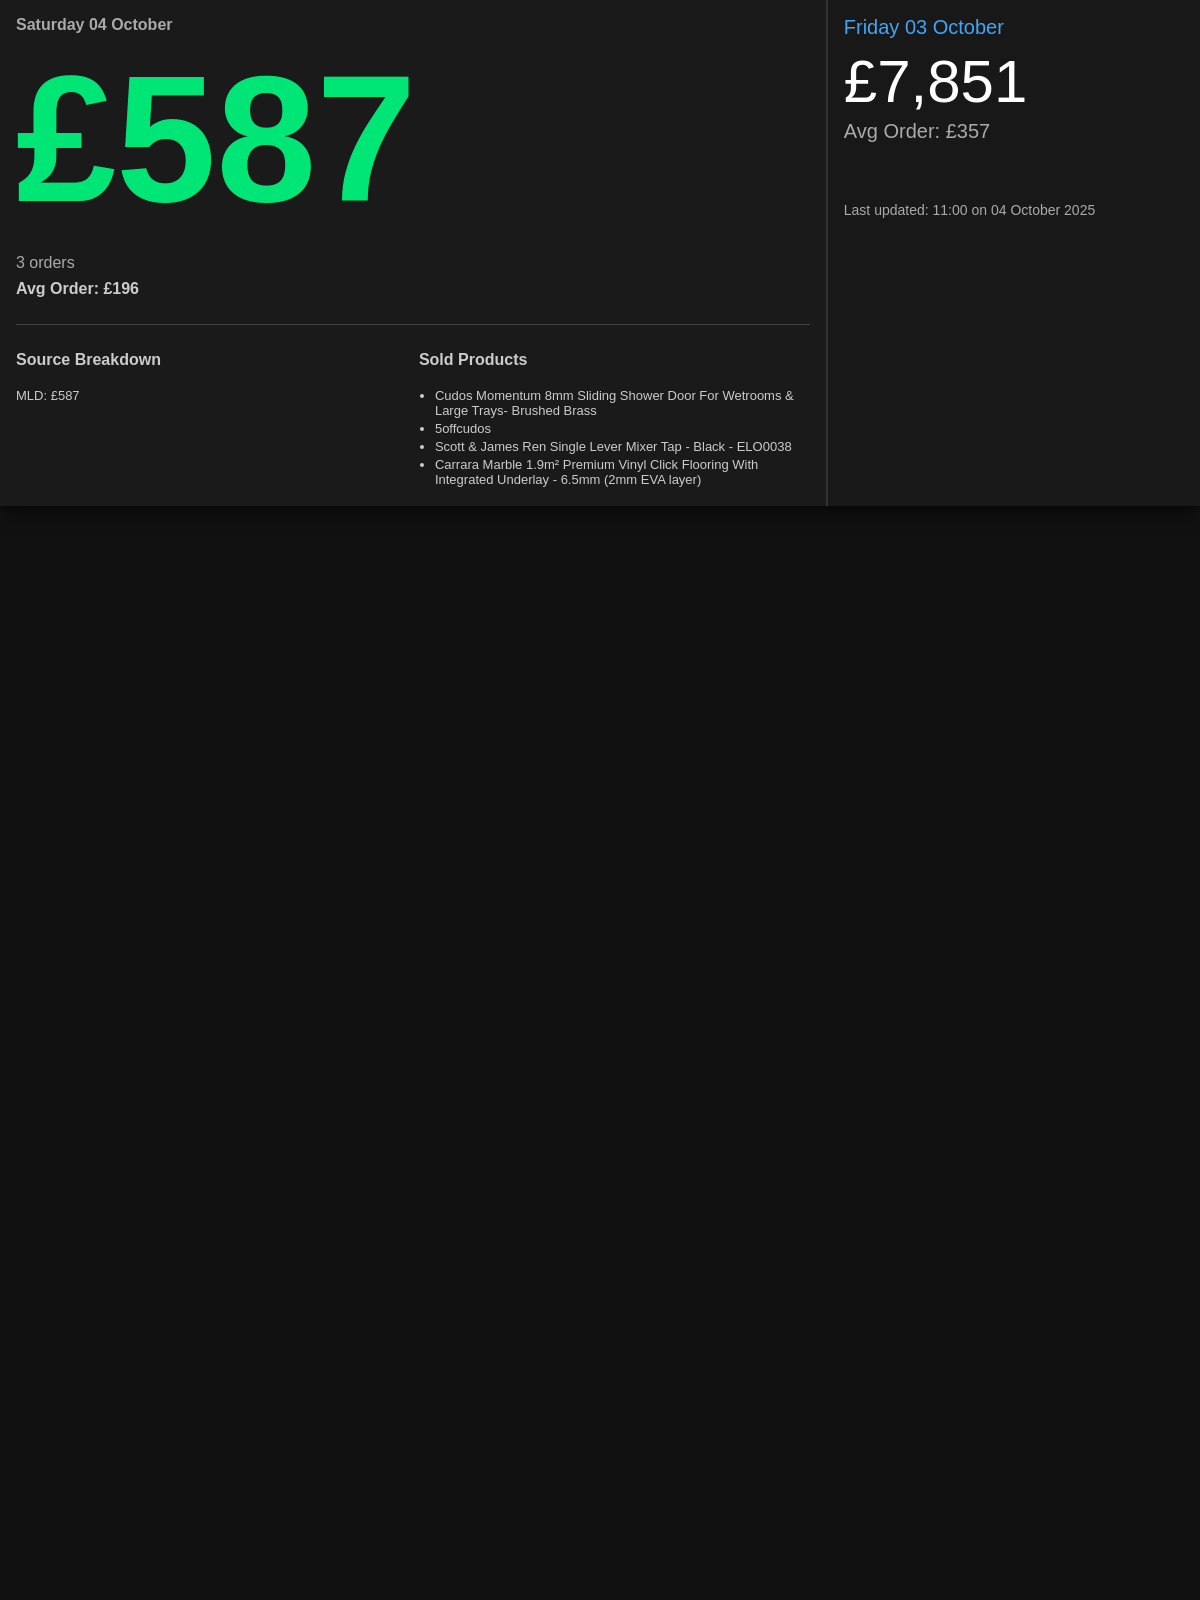 Saturday 04 October
£587
3 orders
Avg Order: £196
Source Breakdown
MLD: £587
Sold Products
• Cudos Momentum 8mm Sliding Shower Door For Wetrooms &
Large Trays- Brushed Brass
• 5offcudos
• Scott & James Ren Single Lever Mixer Tap - Black - ELO0038
• Carrara Marble 1.9m² Premium Vinyl Click Flooring With
Integrated Underlay - 6.5mm (2mm EVA layer)
Friday 03 October
£7,851
Avg Order: £357
Last updated: 11:00 on 04 October 2025